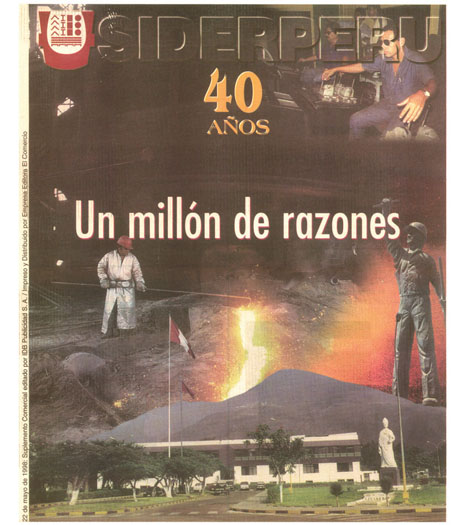 SIDERPERU
40
AÑOS
Un millón de razones
22 de mayo de 1998: Suplemento Comercial editado por IDB Publicidad S. A. / Impreso y Distribuido por Empresa Editora El Comercio